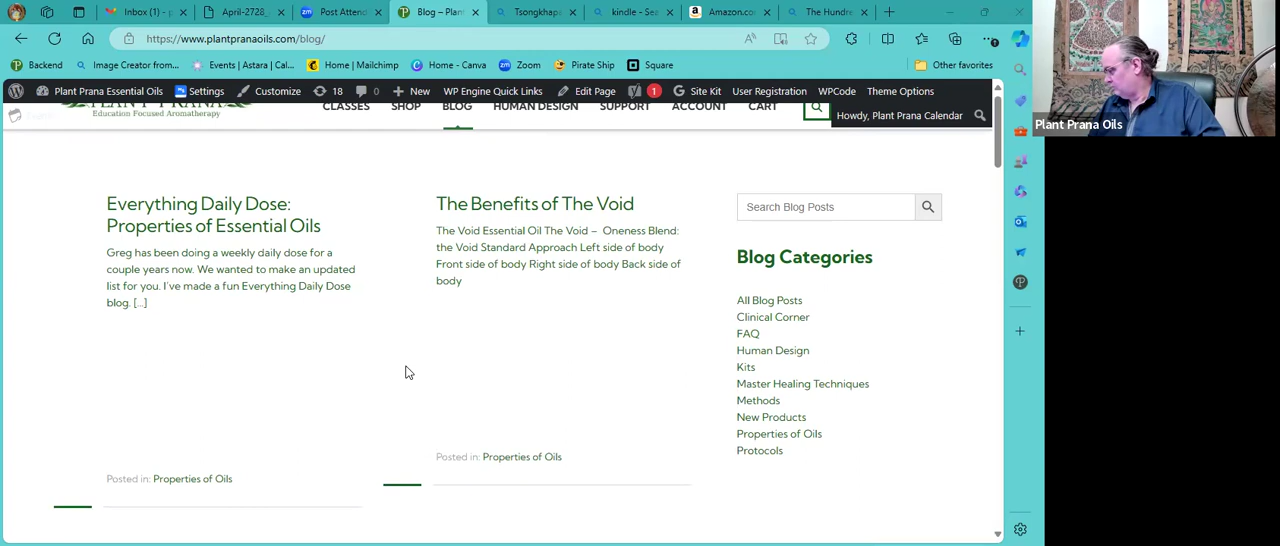 Inbox (1) - p
April-2728_
Post Attend
Blog – Plant
Tsongkhapa
kindle - Sea
Amazon.co
The Hundre
https://www.plantpranaoils.com/blog/
Backend
Image Creator from...
Events | Astara | Cal...
Home | Mailchimp
Home - Canva
Zoom
Pirate Ship
Square
Other favorites
Plant Prana Essential Oils
Settings
Customize
18
0
New
WP Engine Quick Links
Edit Page
1
Site Kit
User Registration
WPCode
Theme Options
PLANT PRANA
Education Focused Aromatherapy
CLASSES
SHOP
BLOG
HUMAN DESIGN
SUPPORT
ACCOUNT
CART
Howdy, Plant Prana Calendar
Plant Prana Oils
Everything Daily Dose:
Properties of Essential Oils
Greg has been doing a weekly daily dose for a
couple years now. We wanted to make an updated
list for you. I've made a fun Everything Daily Dose
blog. [...]
Posted in: Properties of Oils
The Benefits of The Void
The Void Essential Oil The Void – Oneness Blend:
the Void Standard Approach Left side of body
Front side of body Right side of body Back side of
body
Posted in: Properties of Oils
Search Blog Posts
Blog Categories
All Blog Posts
Clinical Corner
FAQ
Human Design
Kits
Master Healing Techniques
Methods
New Products
Properties of Oils
Protocols